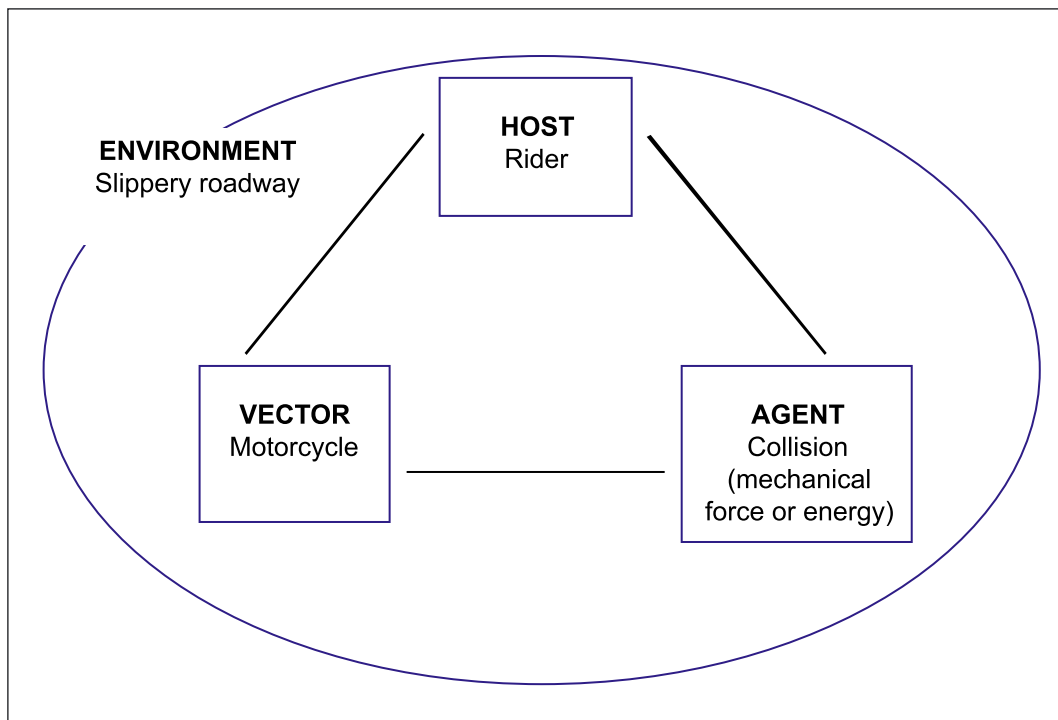 HOST
Rider
ENVIRONMENT
Slippery roadway
VECTOR
Motorcycle
AGENT
Collision
(mechanical
force or energy)